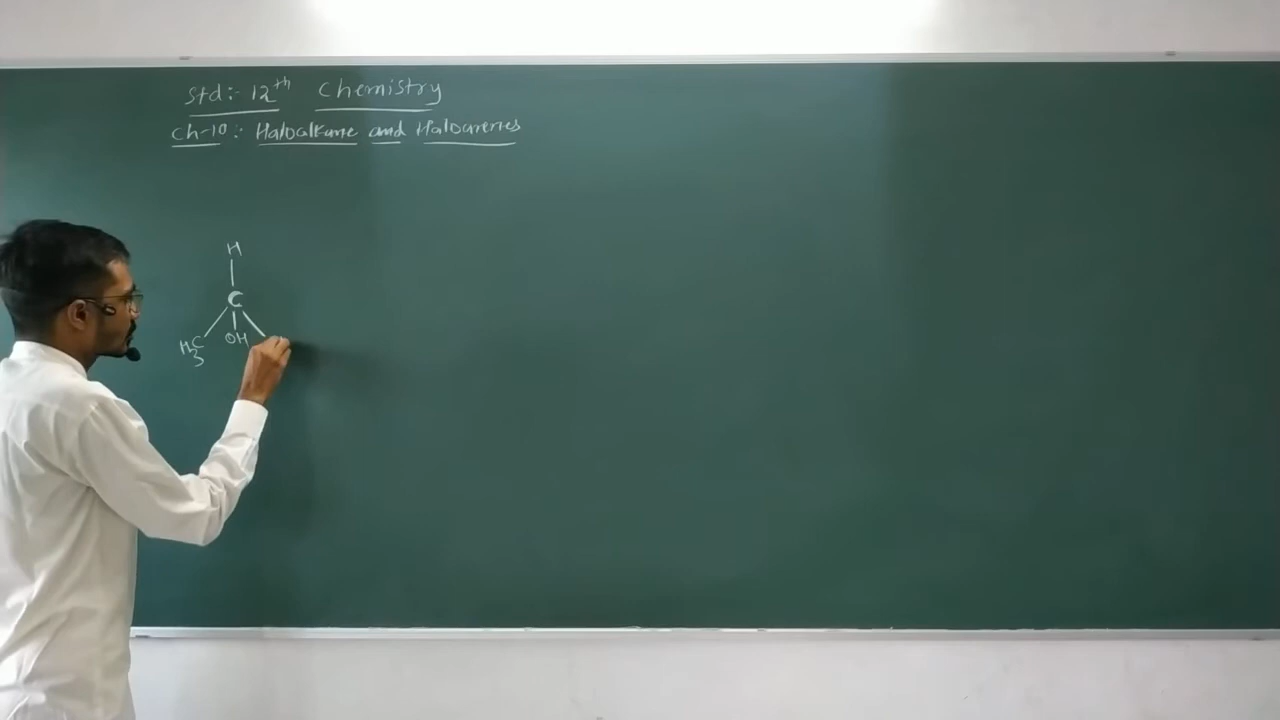 Std:- 12th Chemistry
Ch-10:- Haloalkane and Haloarenes
H
C
H3C OH